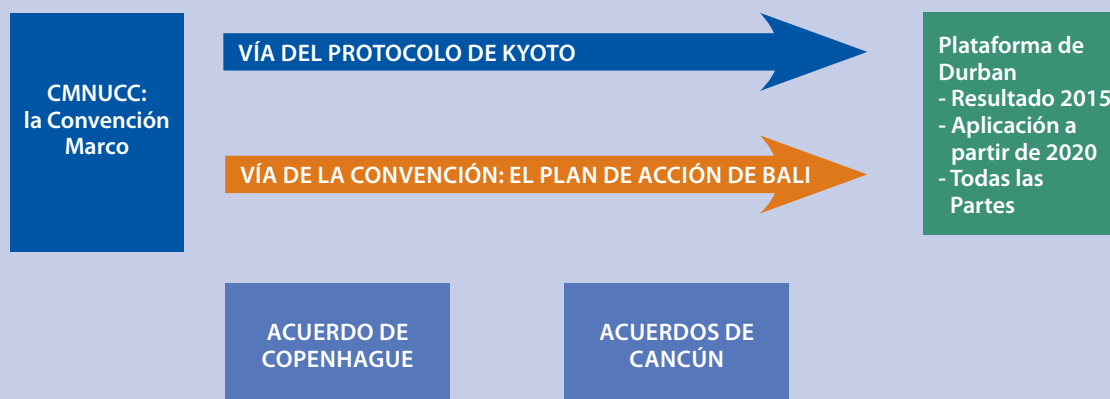 CMNUCC:
la Convención
Marco
VÍA DEL PROTOCOLO DE KYOTO
VÍA DE LA CONVENCIÓN: EL PLAN DE ACCIÓN DE BALI
Plataforma de
Durban
- Resultado 2015
- Aplicación a
partir de 2020
- Todas las
Partes
ACUERDO DE
COPENHAGUE
ACUERDOS DE
CANCÚN